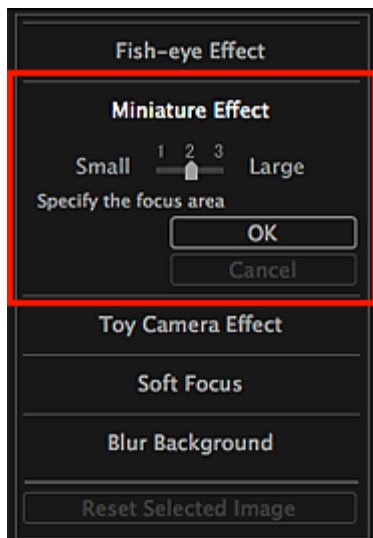 Fish-eye Effect
Miniature Effect
1 2 3
Small Large
Specify the focus area
OK
Cancel
Toy Camera Effect
Soft Focus
Blur Background
Reset Selected Image